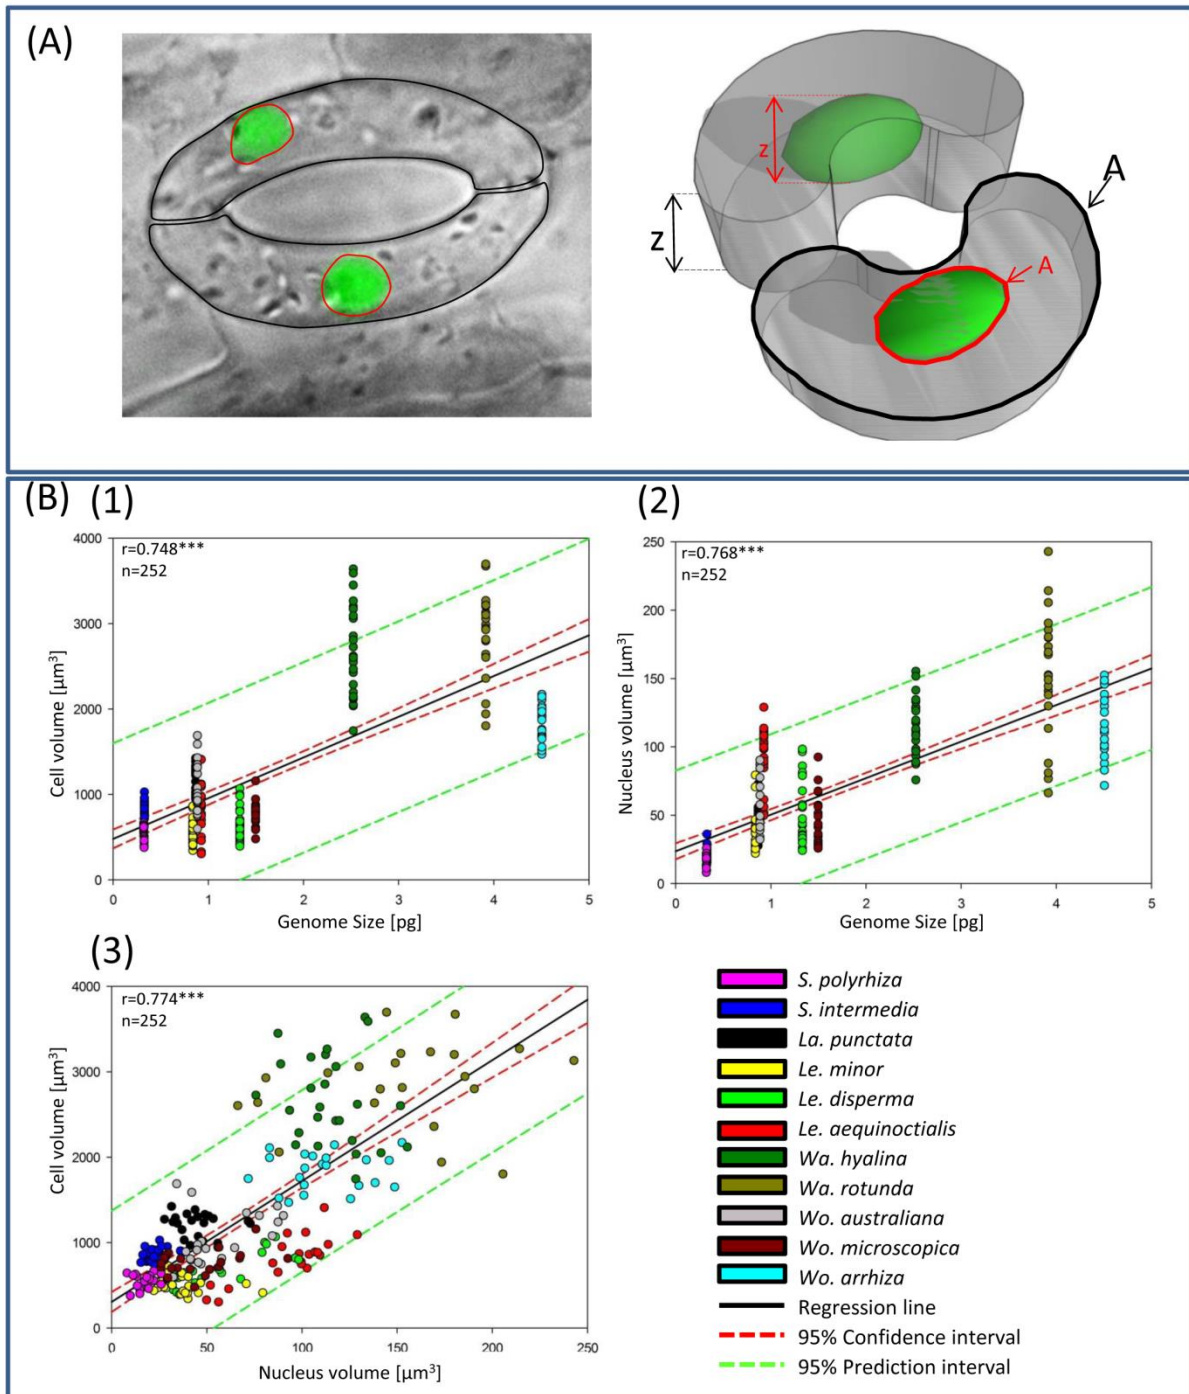 (A)
z
z
A
A
(B) (1)
r=0.748***
n=252
4000
3000
2000
1000
0
Cell volume [µm³]
0 1 2 3 4 5
Genome Size [pg]
(2)
r=0.768***
n=252
250
200
150
100
50
0
Nucleus volume [µm³]
0 1 2 3 4 5
Genome Size [pg]
(3)
r=0.774***
n=252
4000
3000
2000
1000
0
Cell volume [µm³]
0 50 100 150 200 250
Nucleus volume [µm³]
S. polyrhiza
S. intermedia
La. punctata
Le. minor
Le. disperma
Le. aequinoctialis
Wa. hyalina
Wa. rotunda
Wo. australiana
Wo. microscopica
Wo. arrhiza
Regression line
95% Confidence interval
95% Prediction interval